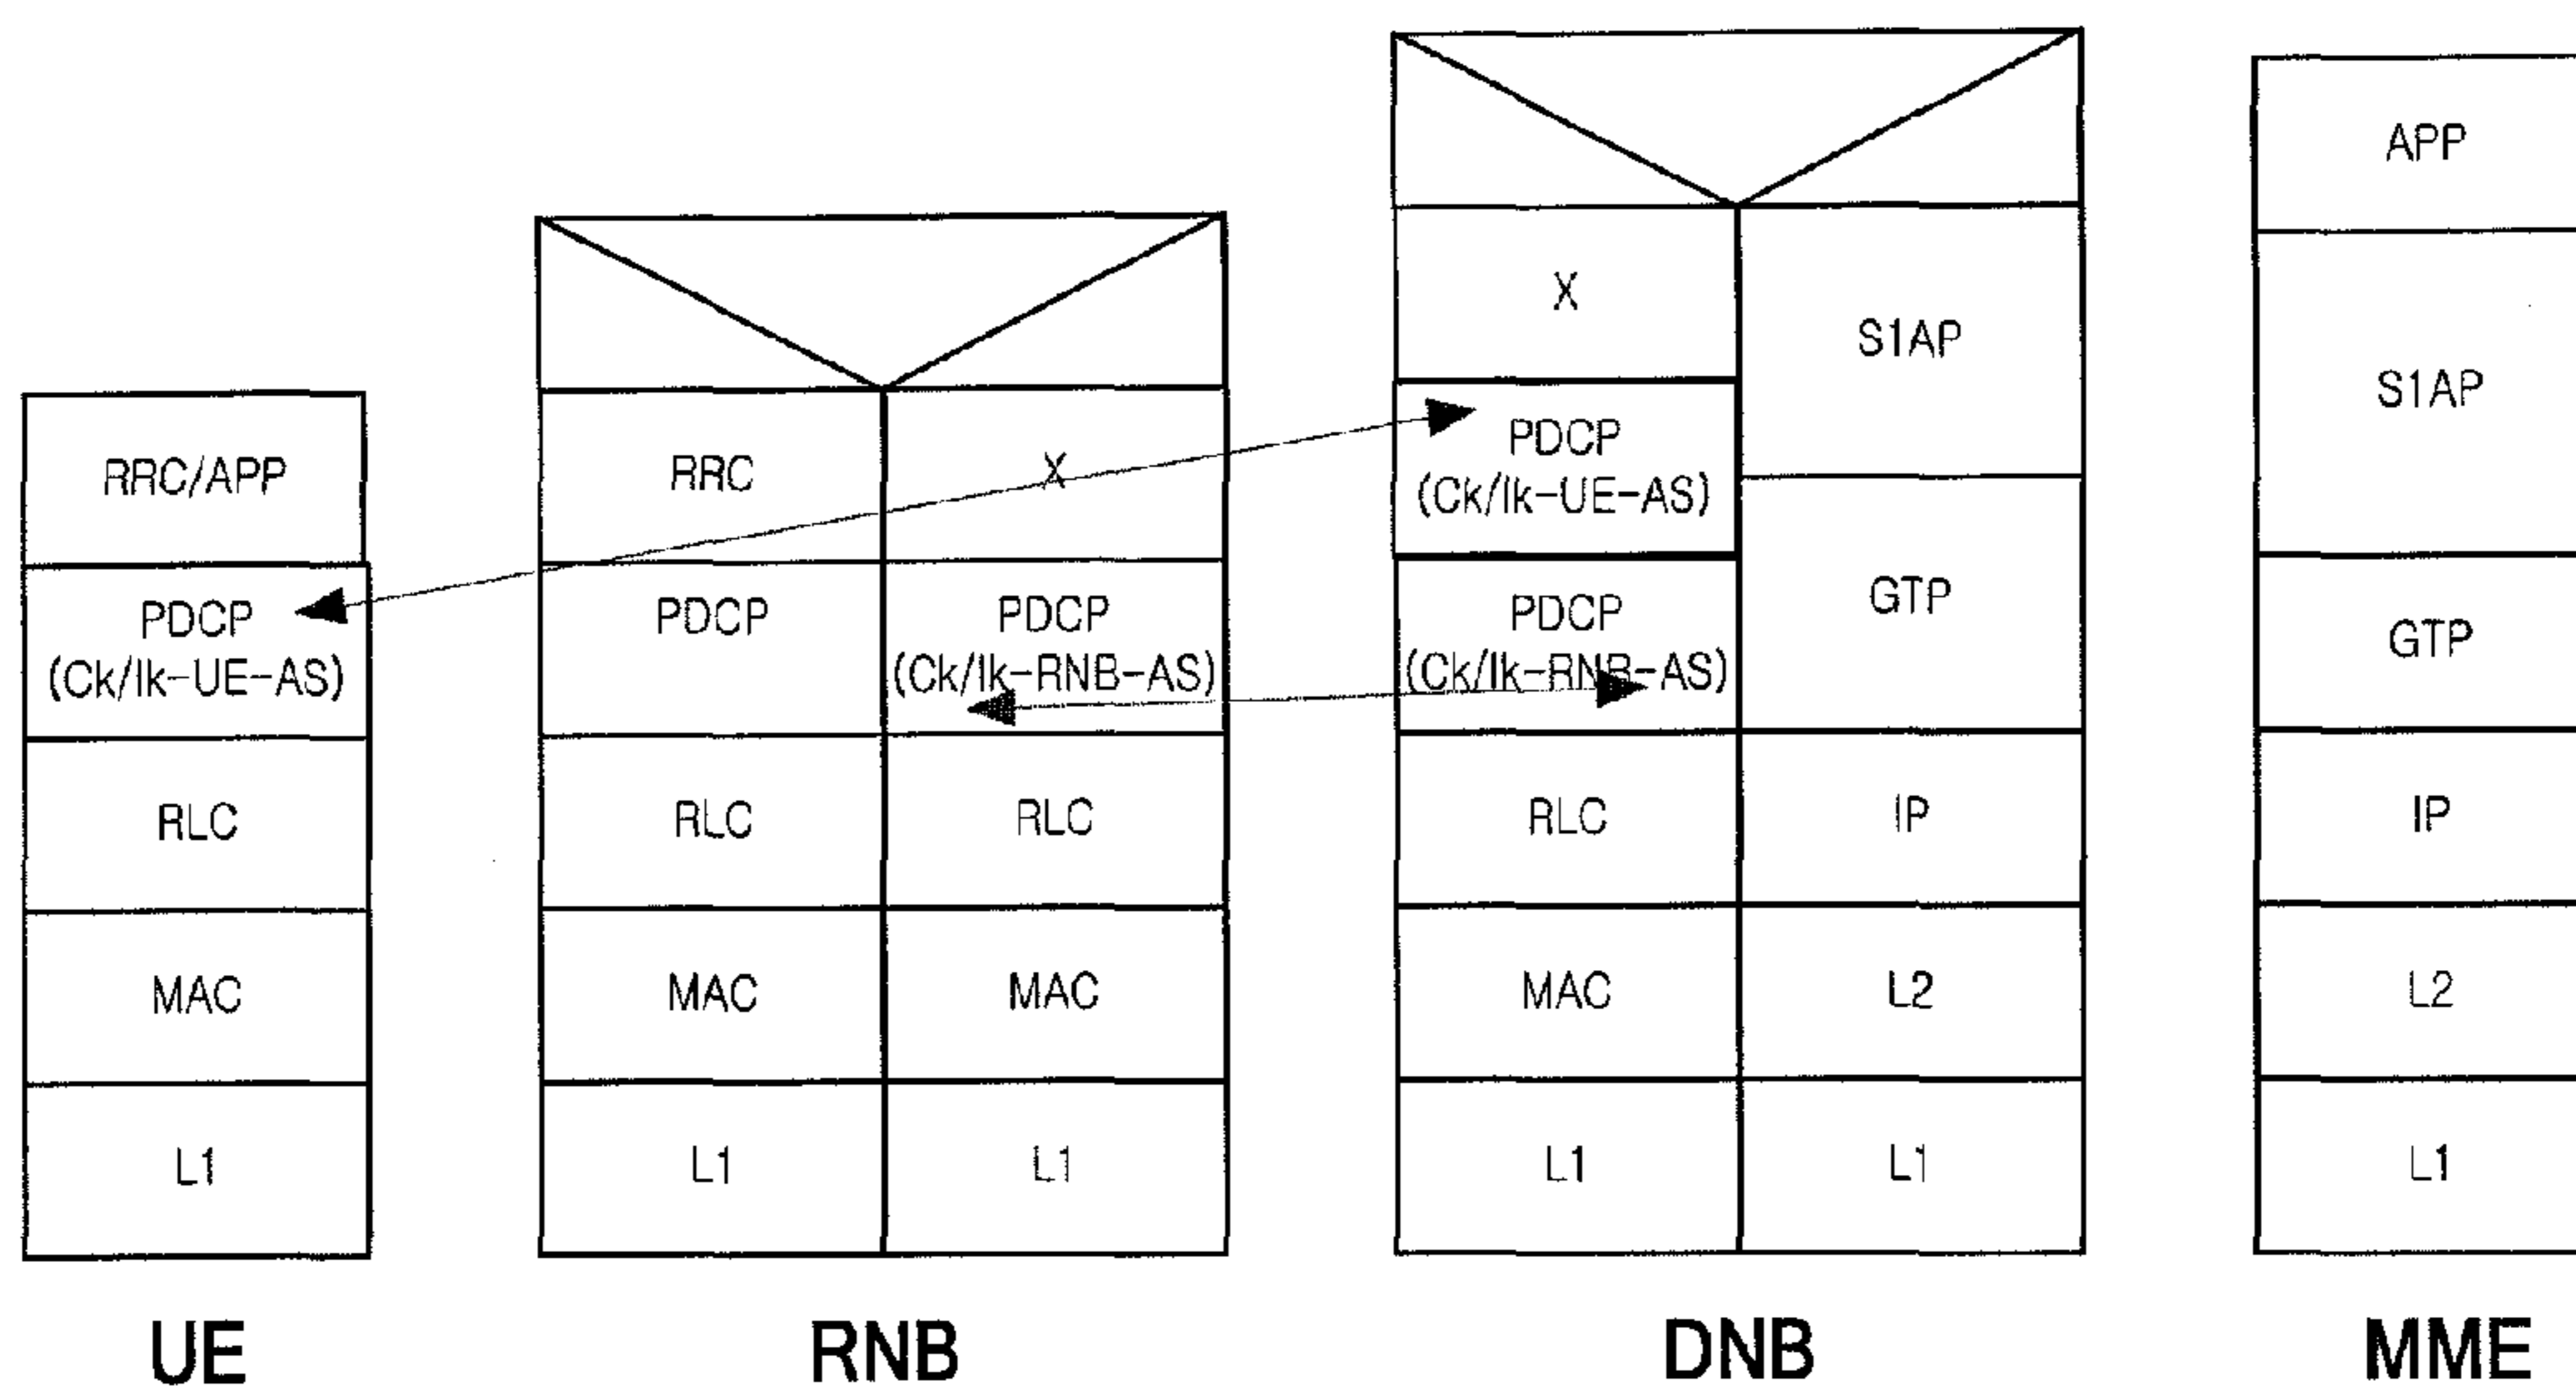 RRC/APP
PDCP
(Ck/Ik-UE-AS)
RLC
MAC
L1
UE
RRC
PDCP
RLC
MAC
L1
X
PDCP
(Ck/Ik-RNB-AS)
RLC
MAC
L1
RNB
X
PDCP
(Ck/Ik-UE-AS)
PDCP
(Ck/Ik-RNB-AS)
RLC
MAC
L1
S1AP
GTP
IP
L2
L1
DNB
APP
S1AP
GTP
IP
L2
L1
MME